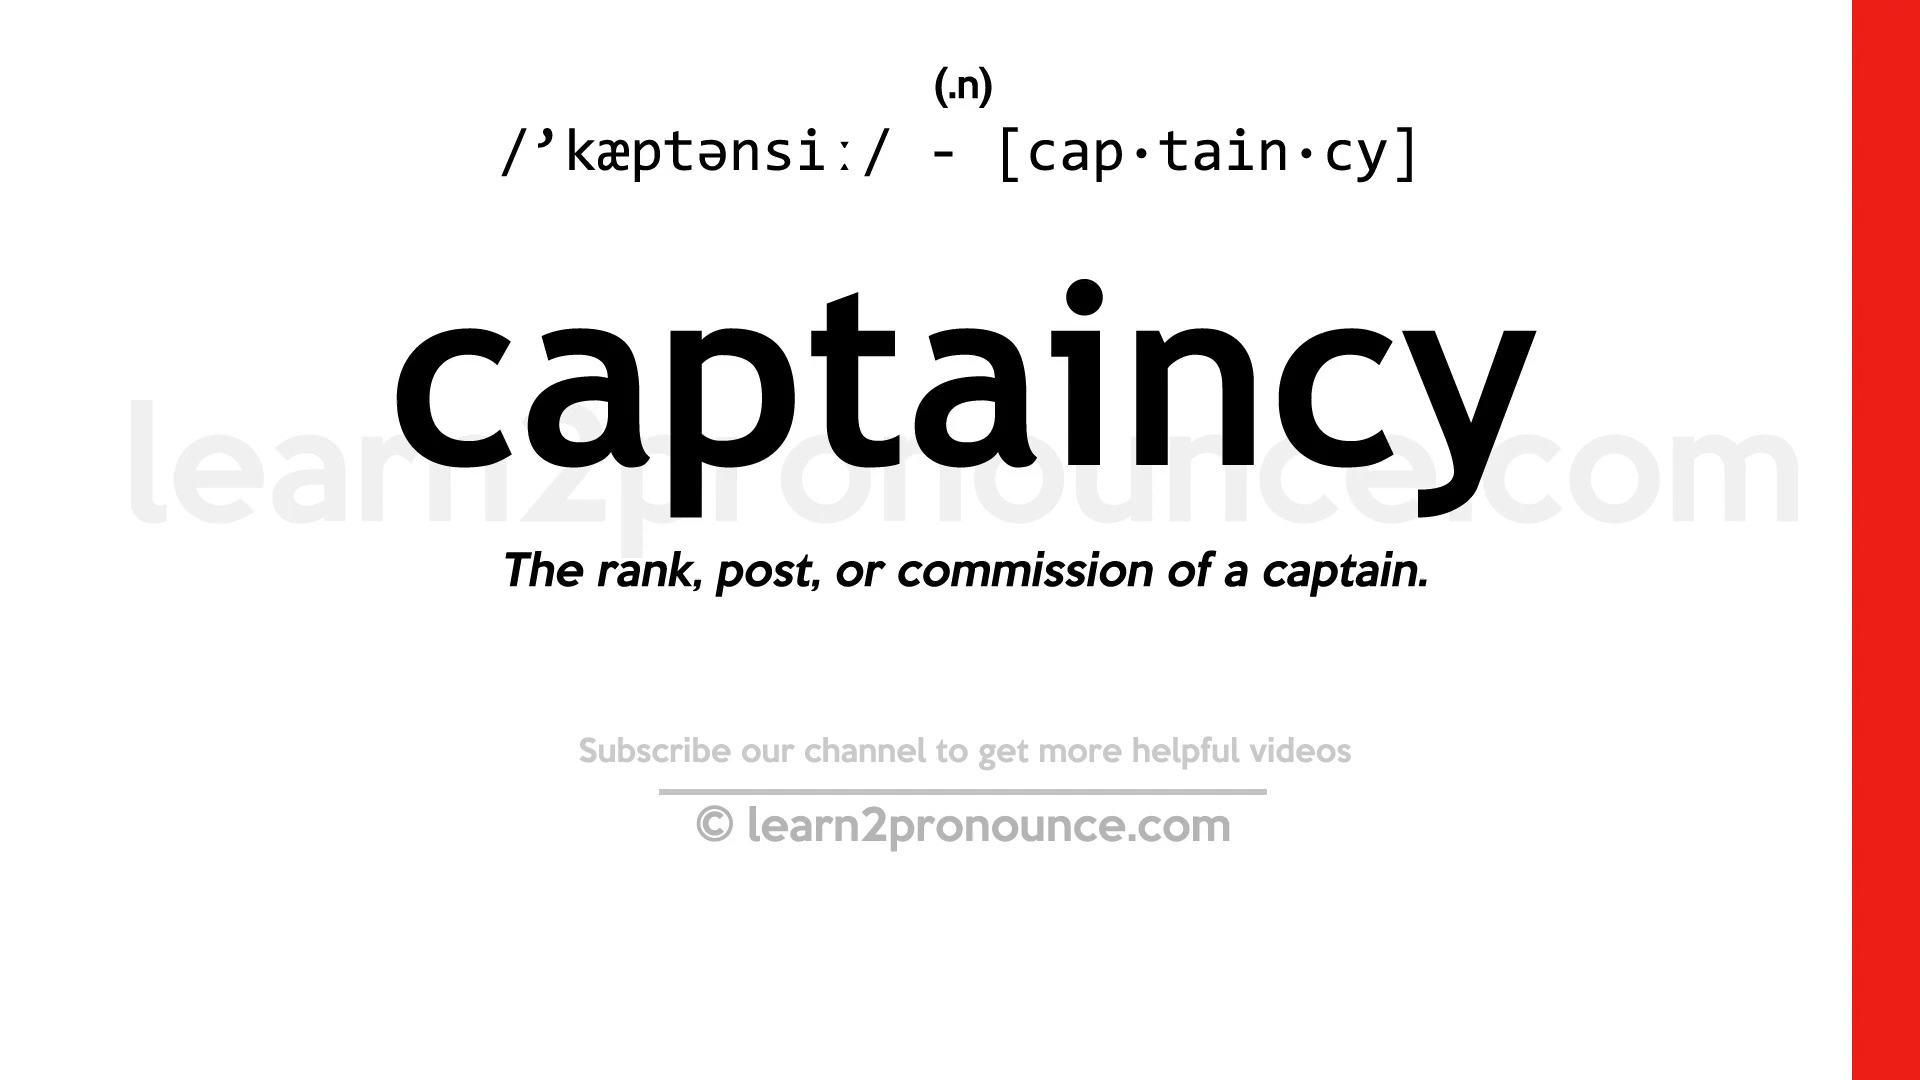 (.n)
/’kæptənsiː/ - [cap·tain·cy]
captaincy
learn2pronounce.com
The rank, post, or commission of a captain.
Subscribe our channel to get more helpful videos
© learn2pronounce.com